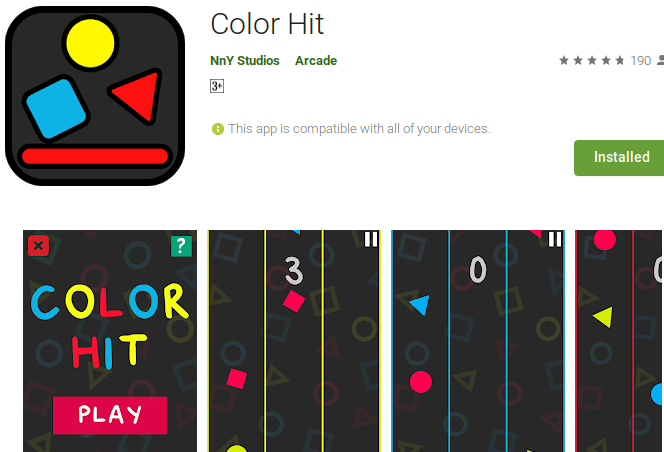 Color Hit
NnY Studios Arcade
190
3+
This app is compatible with all of your devices.
Installed
×
?
COLOR
HIT
PLAY
3
0
0